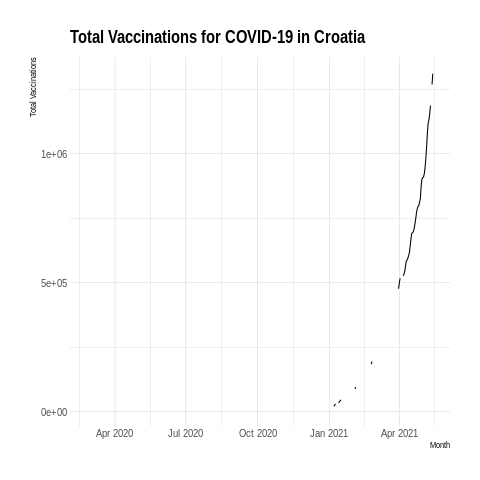 Total Vaccinations for COVID-19 in Croatia
Total Vaccinations
1e+06
5e+05
0e+00
Apr 2020 Jul 2020 Oct 2020 Jan 2021 Apr 2021
Month